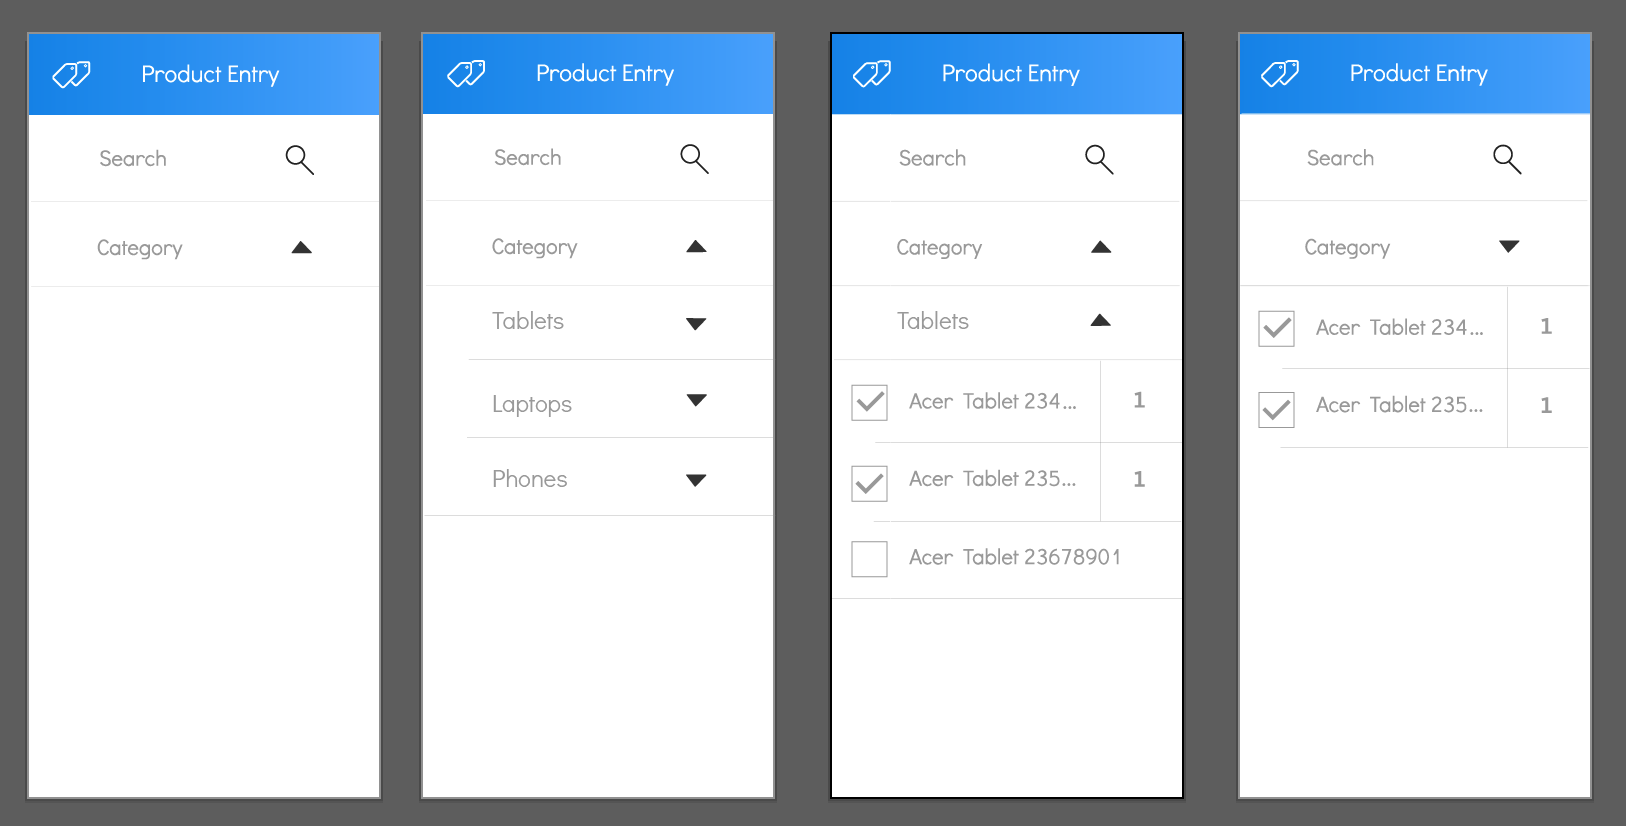 Product Entry
Search
Category
Product Entry
Search
Category
Tablets
Laptops
Phones
Product Entry
Search
Category
Tablets
Acer Tablet 234... 1
Acer Tablet 235... 1
Acer Tablet 23678901
Product Entry
Search
Category
Acer Tablet 234... 1
Acer Tablet 235... 1